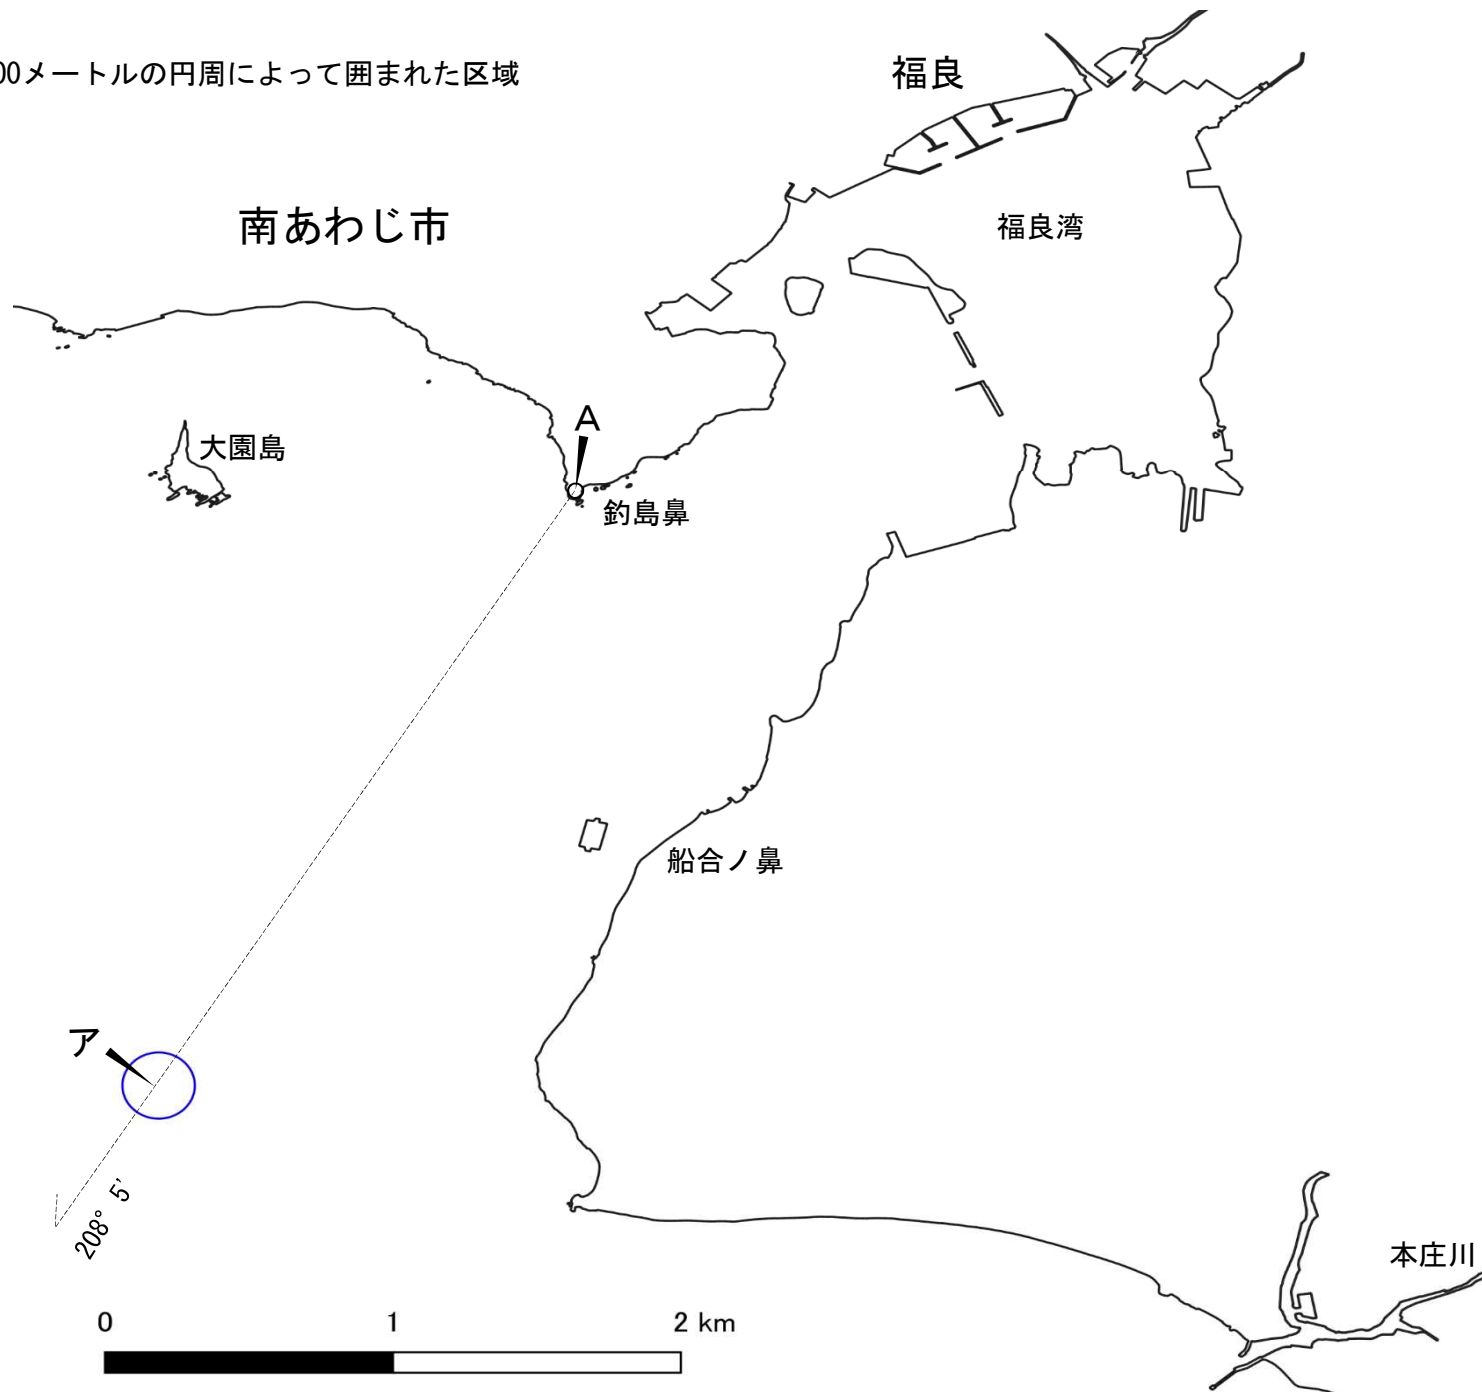 00メートルの円周によって囲まれた区域
福良
南あわじ市
福良湾
A
大園島
釣島鼻
船合ノ鼻
ア
208° 5'
本庄川
0 1 2 km